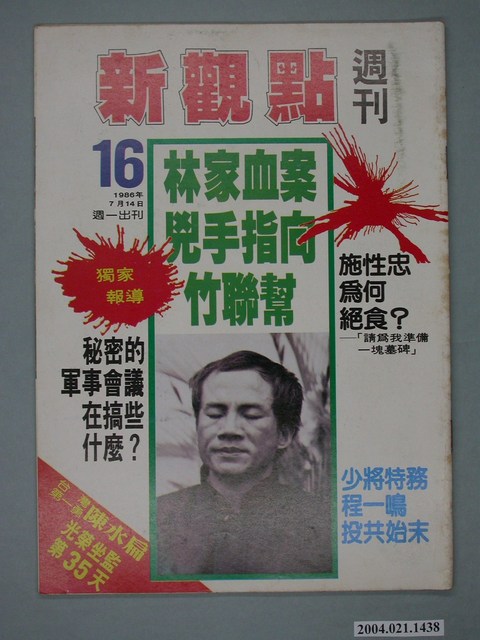 新觀點
週刊
16
1986年
7月14日
週一出刊
林家血案
兇手指向
竹聯幫
獨家
報導
施性忠
為何
絕食?
──「請為我準備
一塊墓碑」
秘密的
軍事會議
在搞些
什麼?
少將特務
程一鳴
投共始末
陳水扁
光榮坐監
第35天
2004.021.1438